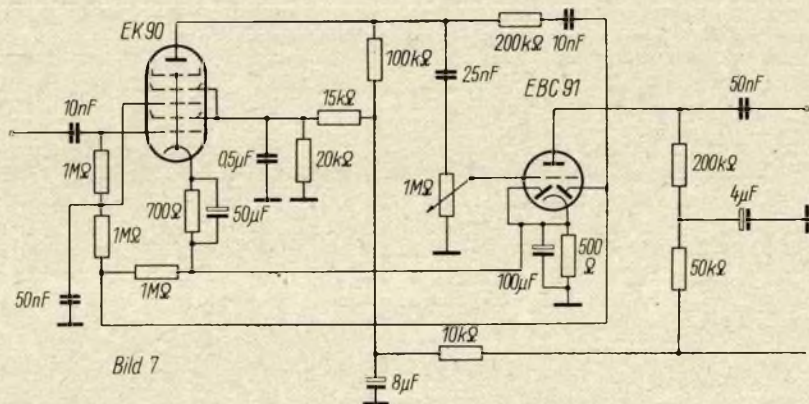 EK90
200kΩ
10nF
100kΩ
25nF
EBC91
50nF
10nF
15kΩ
1MΩ
0,5µF
20kΩ
1MΩ
200kΩ
4µF
700Ω
50µF
1MΩ
1MΩ
100µF
500
Ω
50kΩ
50nF
10kΩ
Bild 7
8µF